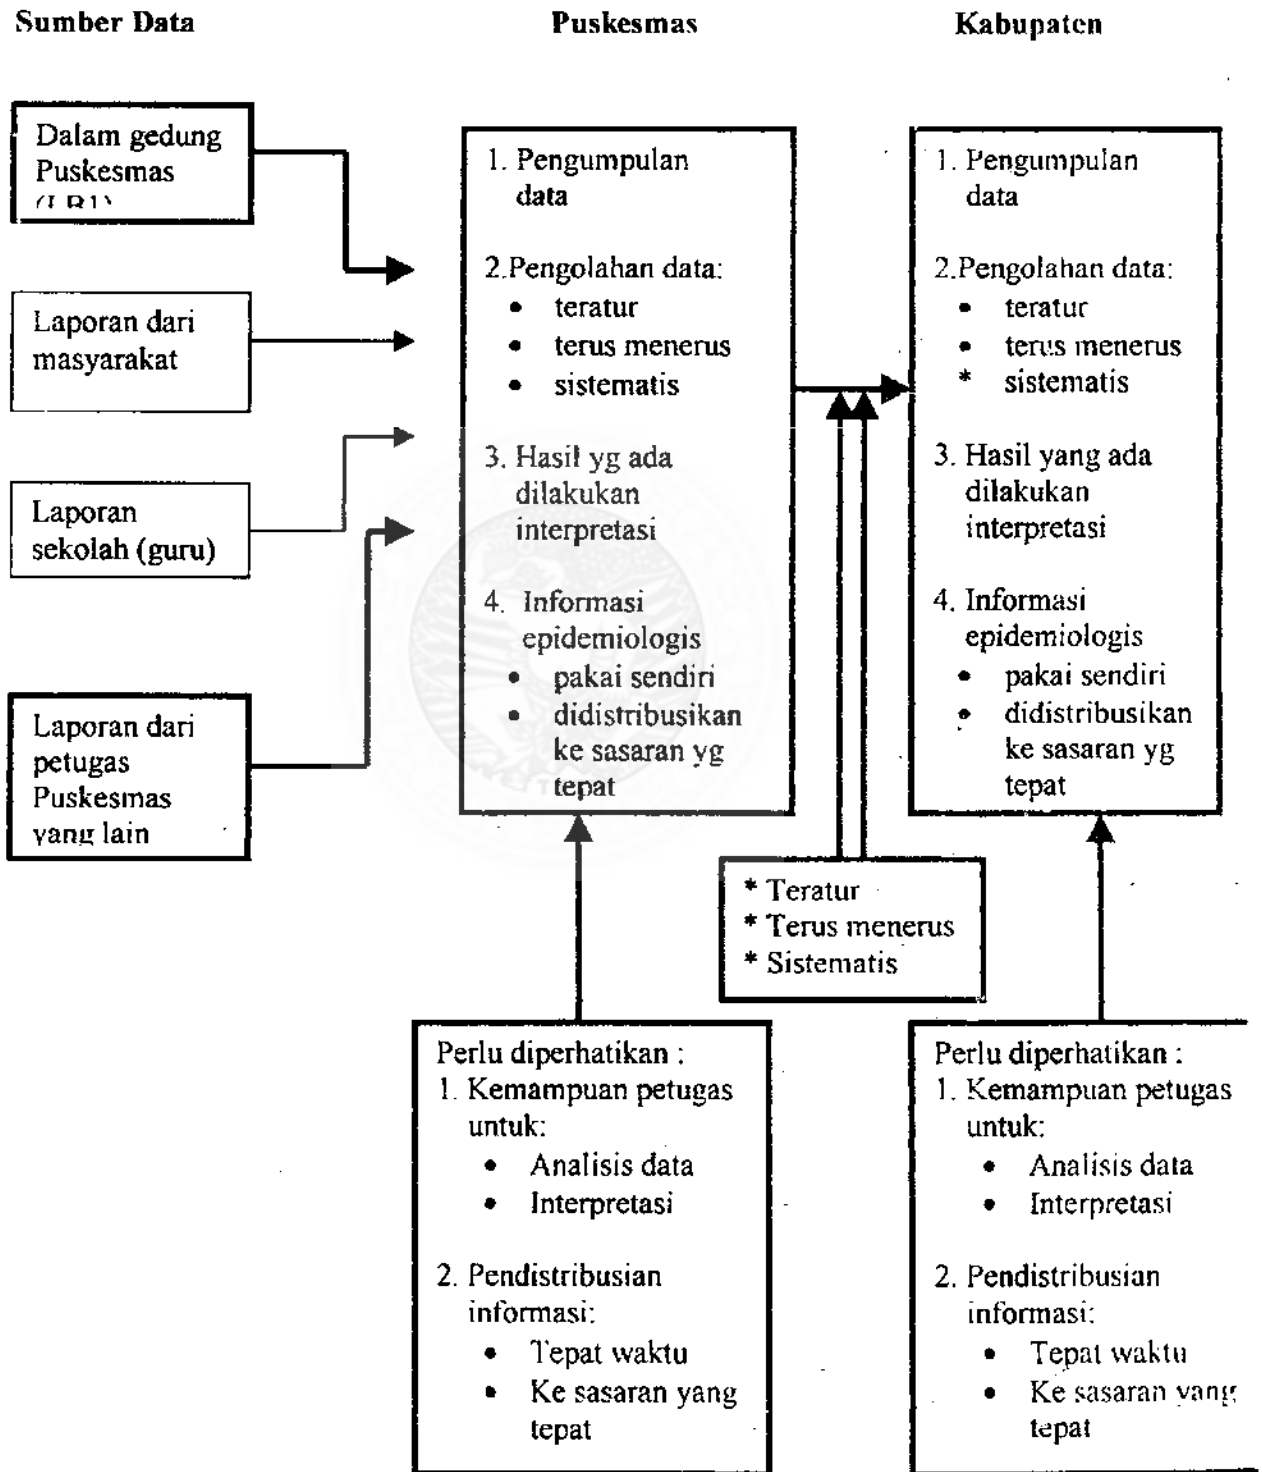 Sumber Data
Puskesmas
Kabupaten
Dalam gedung
Puskesmas
Laporan dari
masyarakat
Laporan
sekolah (guru)
Laporan dari
petugas
Puskesmas
yang lain
1. Pengumpulan
data
2.Pengolahan data:
• teratur
• terus menerus
• sistematis
3. Hasil yg ada
dilakukan
interpretasi
4. Informasi
epidemiologis
• pakai sendiri
• didistribusikan
ke sasaran yg
tepat
1. Pengumpulan
data
2.Pengolahan data:
• teratur
• terus menerus
* sistematis
3. Hasil yang ada
dilakukan
interpretasi
4. Informasi
epidemiologis
• pakai sendiri
• didistribusikan
ke sasaran yg
tepat
* Teratur
* Terus menerus
* Sistematis
Perlu diperhatikan :
1. Kemampuan petugas
untuk:
• Analisis data
• Interpretasi
2. Pendistribusian
informasi:
• Tepat waktu
• Ke sasaran yang
tepat
Perlu diperhatikan :
1. Kemampuan petugas
untuk:
• Analisis data
• Interpretasi
2. Pendistribusian
informasi:
• Tepat waktu
• Ke sasaran yang
tepat